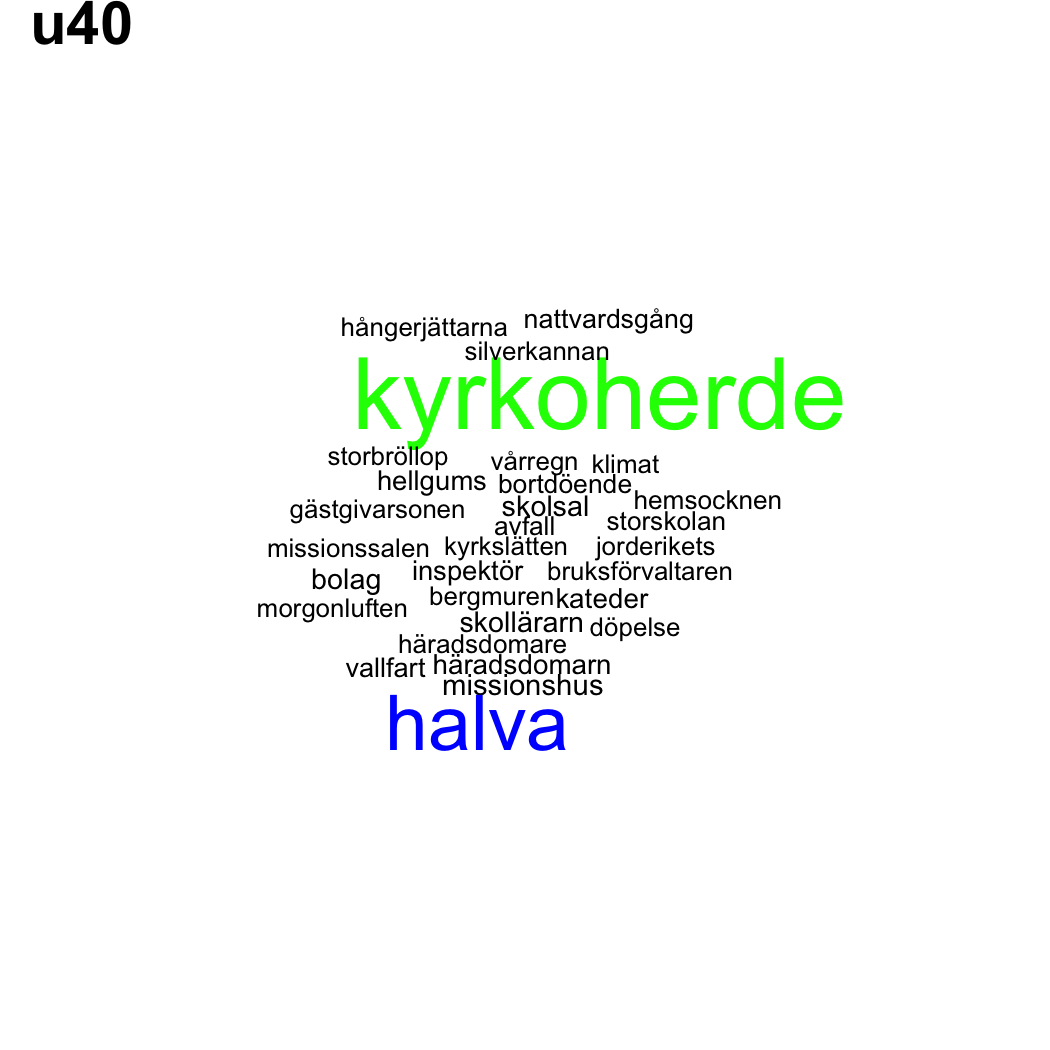 u40
hångerjättarna nattvardsgång
silverkannan
kyrkoherde
storbröllop vårregn klimat
hellgums bortdöende
gästgivarsonen skolsal hemsocknen
avfall storskolan
missionssalen kyrkslätten jorderikets
bolag inspektör bruksförvaltaren
morgonluften bergmuren kateder
skollärarn döpelse
häradsdomare
vallfart häradsdomarn
missionshus
halva